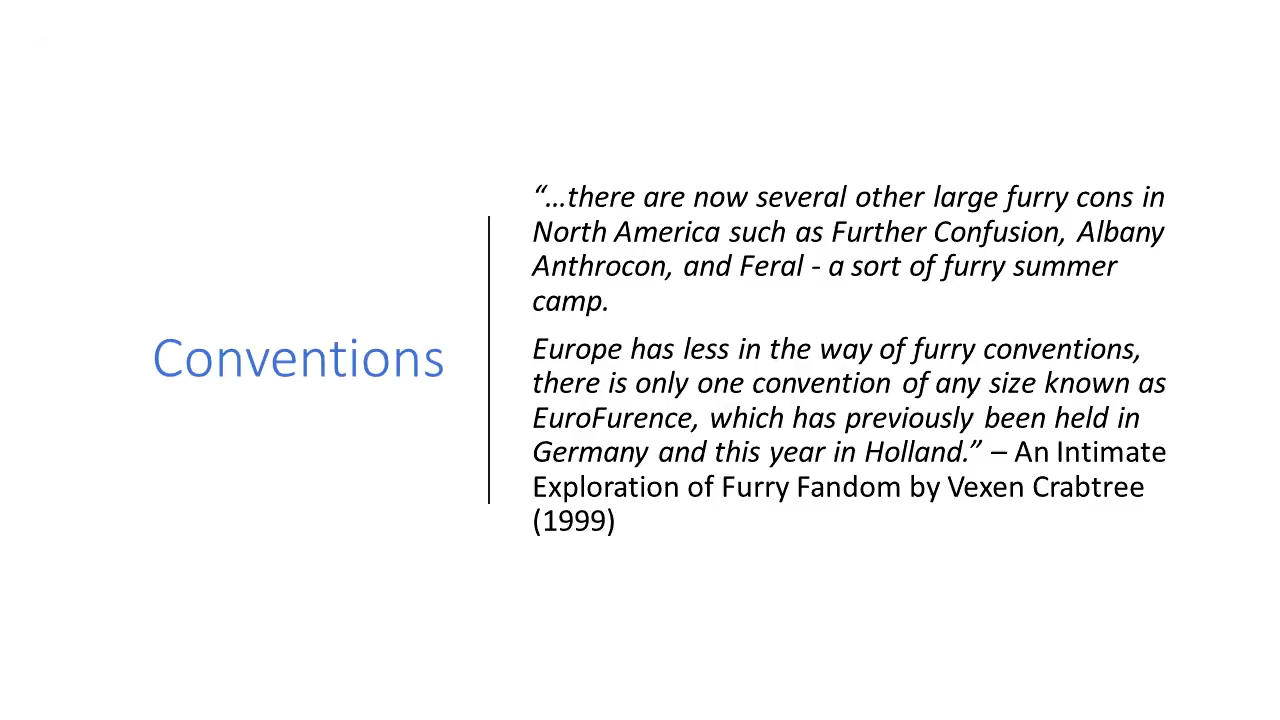 Conventions
“…there are now several other large furry cons in
North America such as Further Confusion, Albany
Anthrocon, and Feral - a sort of furry summer
camp.
Europe has less in the way of furry conventions,
there is only one convention of any size known as
EuroFurence, which has previously been held in
Germany and this year in Holland.” – An Intimate
Exploration of Furry Fandom by Vexen Crabtree
(1999)